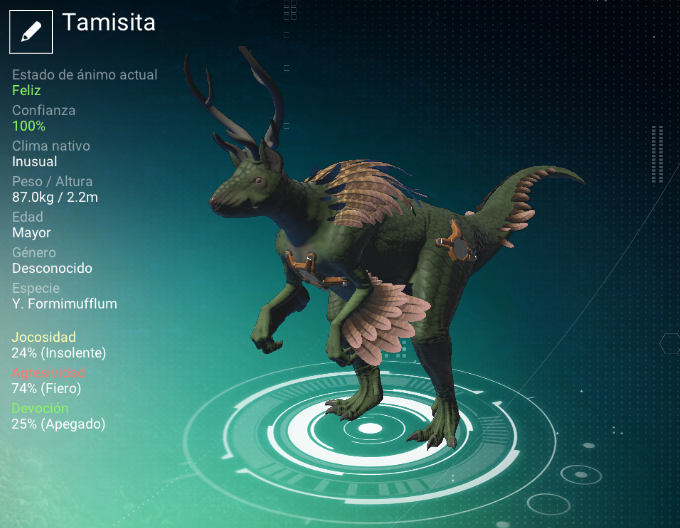 Tamisita
Estado de ánimo actual
Feliz
Confianza
100%
Clima nativo
Inusual
Peso / Altura
87.0kg / 2.2m
Edad
Mayor
Género
Desconocido
Especie
Y. Formimufflum
Jocosidad
24% (Insolente)
Agresividad
74% (Fiero)
Devoción
25% (Apegado)